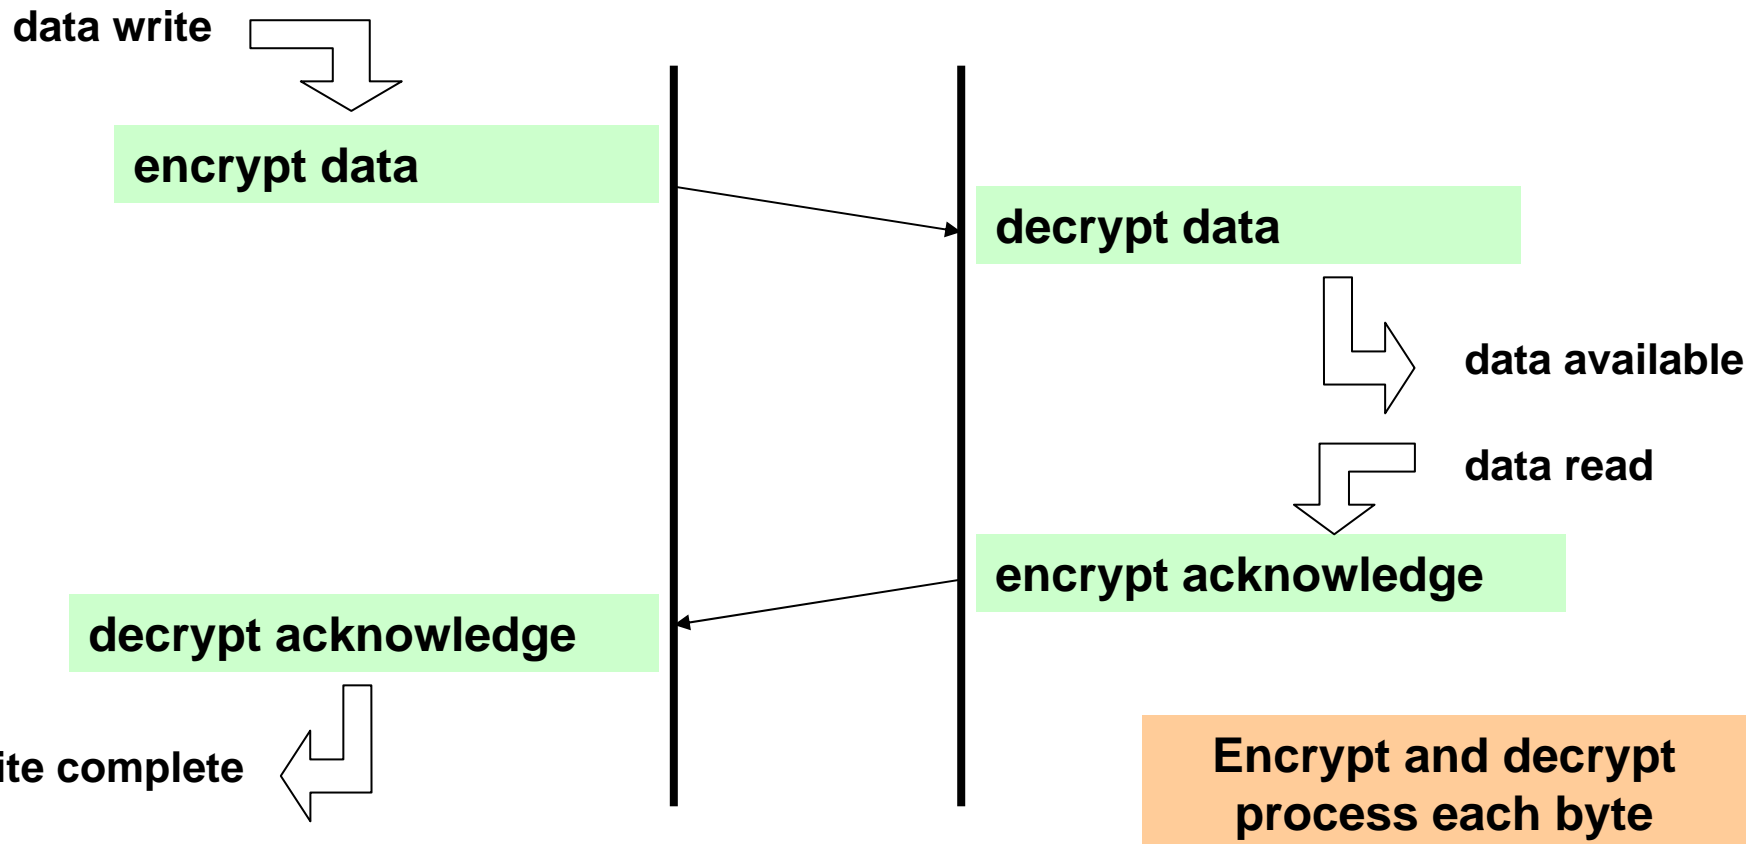 data write
encrypt data
decrypt data
data available
data read
encrypt acknowledge
decrypt acknowledge
complete
Encrypt and decrypt
process each byte